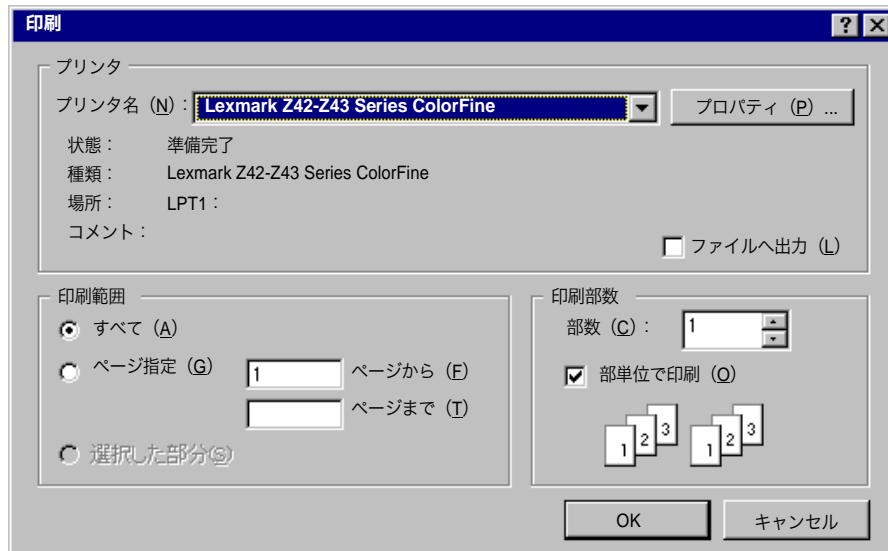 印刷
プリンタ
プリンタ名（N）： Lexmark Z42-Z43 Series ColorFine
プロパティ（P）...
状態： 準備完了
種類： Lexmark Z42-Z43 Series ColorFine
場所： LPT1：
コメント：
ファイルへ出力（L）
印刷範囲
すべて（A）
ページ指定（G） 1 ページから（F）
ページまで（T）
選択した部分(S)
印刷部数
部数（C）： 1
部単位で印刷（O）
1 2 3 1 2 3
OK キャンセル